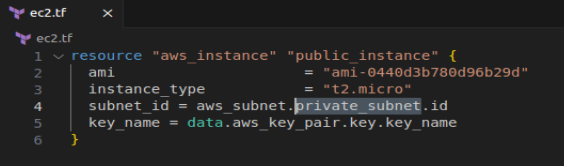 ec2.tf ×
ec2.tf
1 resource "aws_instance" "public_instance" {
2 ami = "ami-0440d3b780d96b29d"
3 instance_type = "t2.micro"
4 subnet_id = aws_subnet.private_subnet.id
5 key_name = data.aws_key_pair.key.key_name
6 }